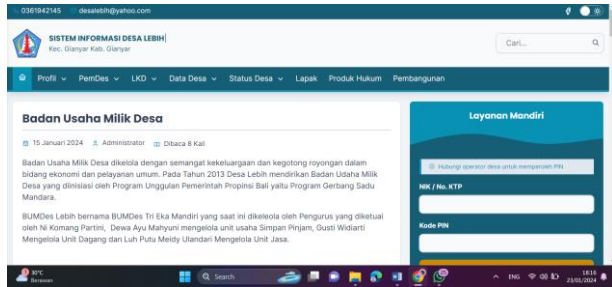 0361942145 desalebih@yahoo.com
SISTEM INFORMASI DESA LEBIH
Kec. Gianyar Kab. Gianyar
Cari...
Profil PemDes LKD Data Desa Status Desa Lapak Produk Hukum Pembangunan
Badan Usaha Milik Desa
15 Januari 2024 Administrator Dibaca 8 Kali
Badan Usaha Milik Desa dikelola dengan semangat kekeluargaan dan kegotong royongan dalam
bidang ekonomi dan pelayanan umum. Pada Tahun 2013 Desa Lebih mendirikan Badan Udaha Milik
Desa yang diinisiasi oleh Program Unggulan Pemerintah Propinsi Bali yaitu Program Gerbang Sadu
Mandara.
BUMDes Lebih bernama BUMDes Tri Eka Mandiri yang saat ini dikeleola oleh Pengurus yang diketuai
oleh Ni Komang Partini, Dewa Ayu Mahyuni mengelola unit usaha Simpan Pinjam, Gusti Widiarti
Mengelola Unit Dagang dan Luh Putu Meidy Ulandari Mengelola Unit Jasa.
Layanan Mandiri
Hubungi operator desa untuk memperoleh PIN
NIK / No. KTP
Kode PIN
30°C
Berawan
Search
ENG
16:16
23/01/2024